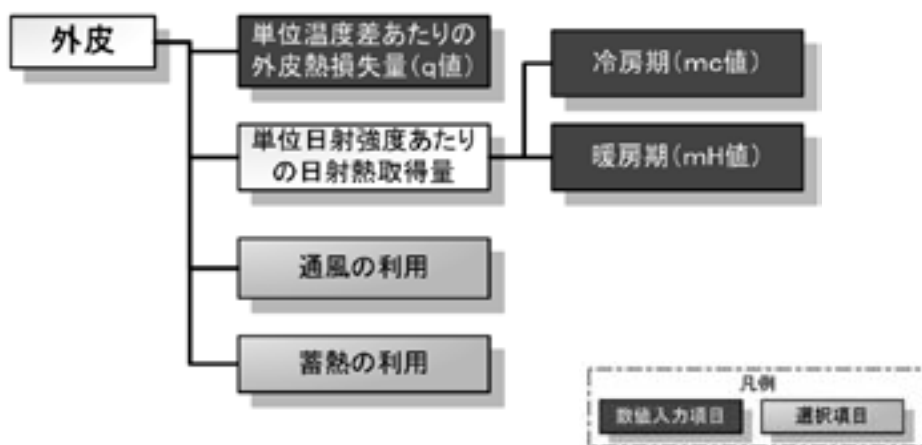 外皮
単位温度差あたりの
外皮熱損失量(q値)
冷房期(mc値)
単位日射強度あたり
の日射熱取得量
暖房期(mH値)
通風の利用
蓄熱の利用
凡例
数値入力項目
選択項目